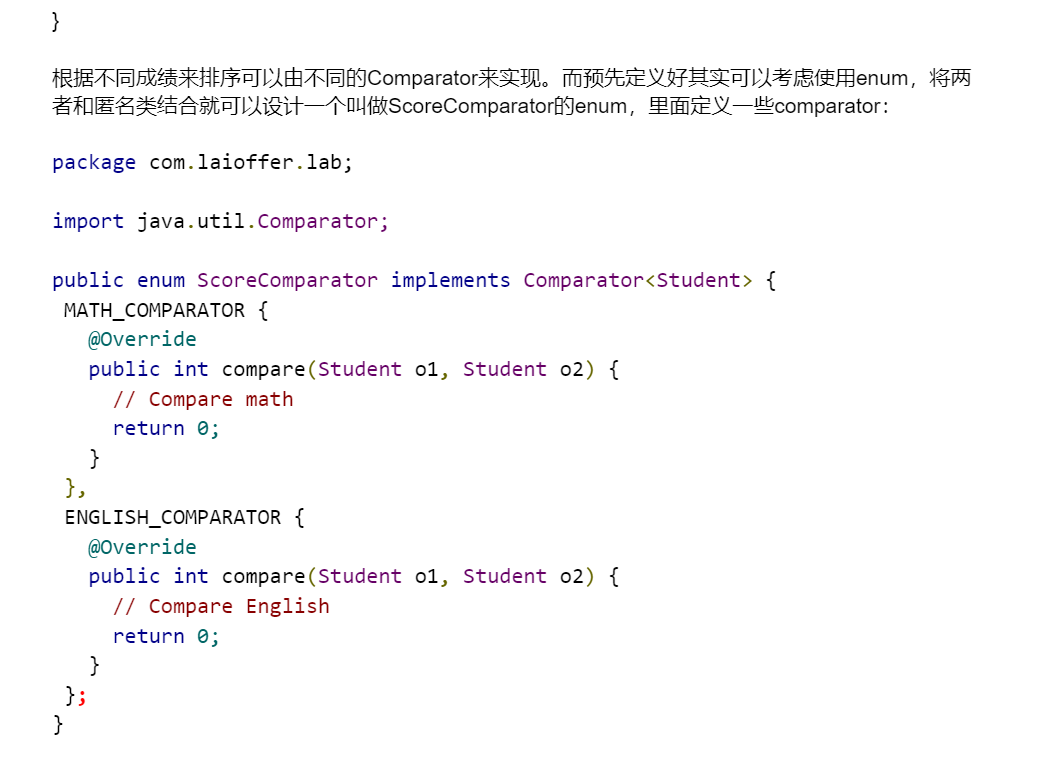 }
根据不同成绩来排序可以由不同的Comparator来实现。而预先定义好其实可以考虑使用enum，将两
者和匿名类结合就可以设计一个叫做ScoreComparator的enum，里面定义一些comparator：
package com.laioffer.lab;
import java.util.Comparator;
public enum ScoreComparator implements Comparator<Student> {
MATH_COMPARATOR {
@Override
public int compare(Student o1, Student o2) {
// Compare math
return 0;
}
},
ENGLISH_COMPARATOR {
@Override
public int compare(Student o1, Student o2) {
// Compare English
return 0;
}
};
}